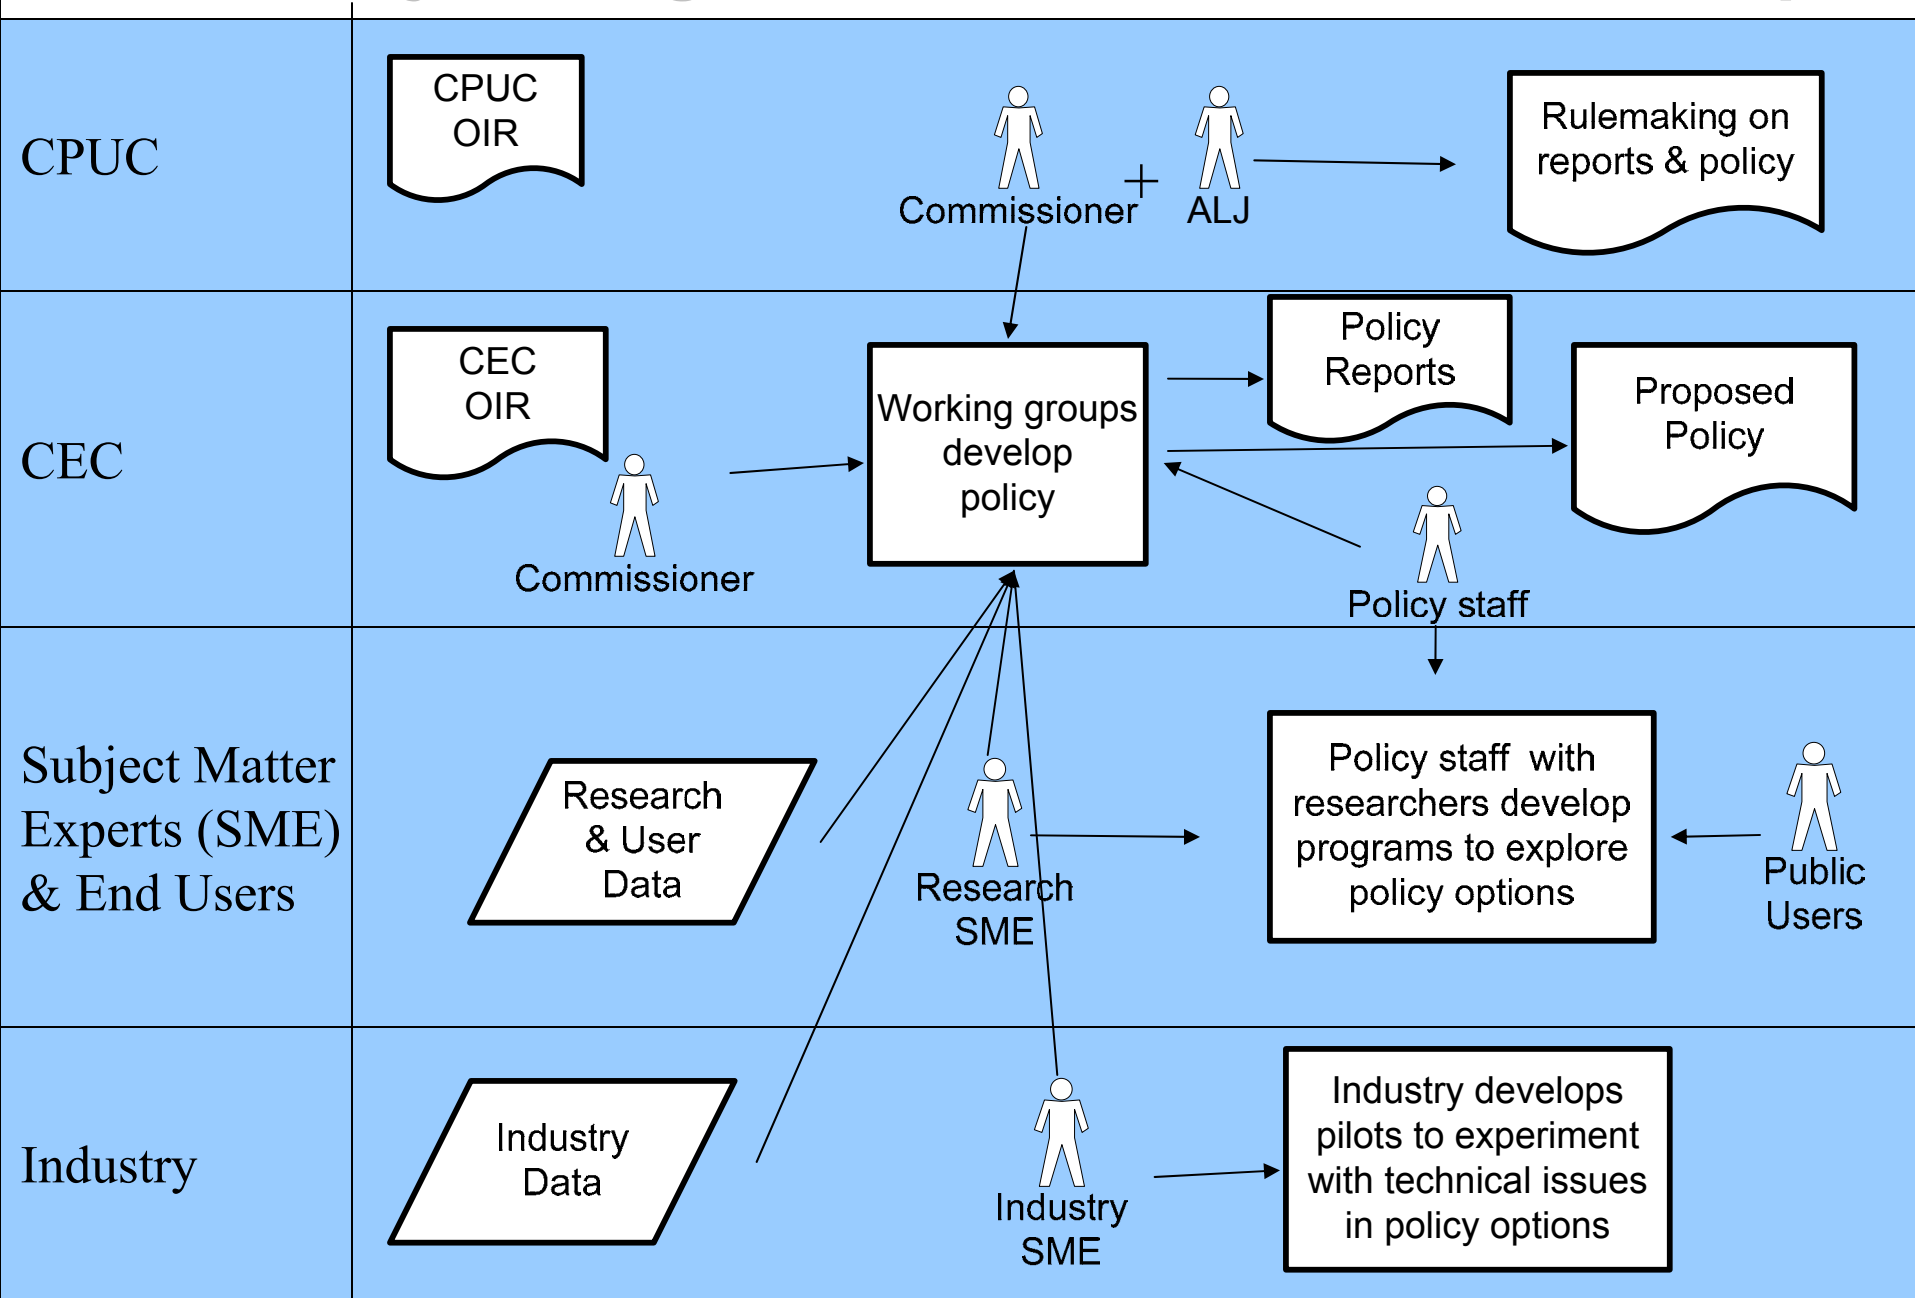 CPUC
CPUC
OIR
Commissioner
+
ALJ
Rulemaking on
reports & policy
CEC
CEC
OIR
Commissioner
Working groups
develop
policy
Policy
Reports
Proposed
Policy
Policy staff
Subject Matter
Experts (SME)
& End Users
Research
& User
Data
Research
SME
Policy staff with
researchers develop
programs to explore
policy options
Public
Users
Industry
Industry
Data
Industry
SME
Industry develops
pilots to experiment
with technical issues
in policy options